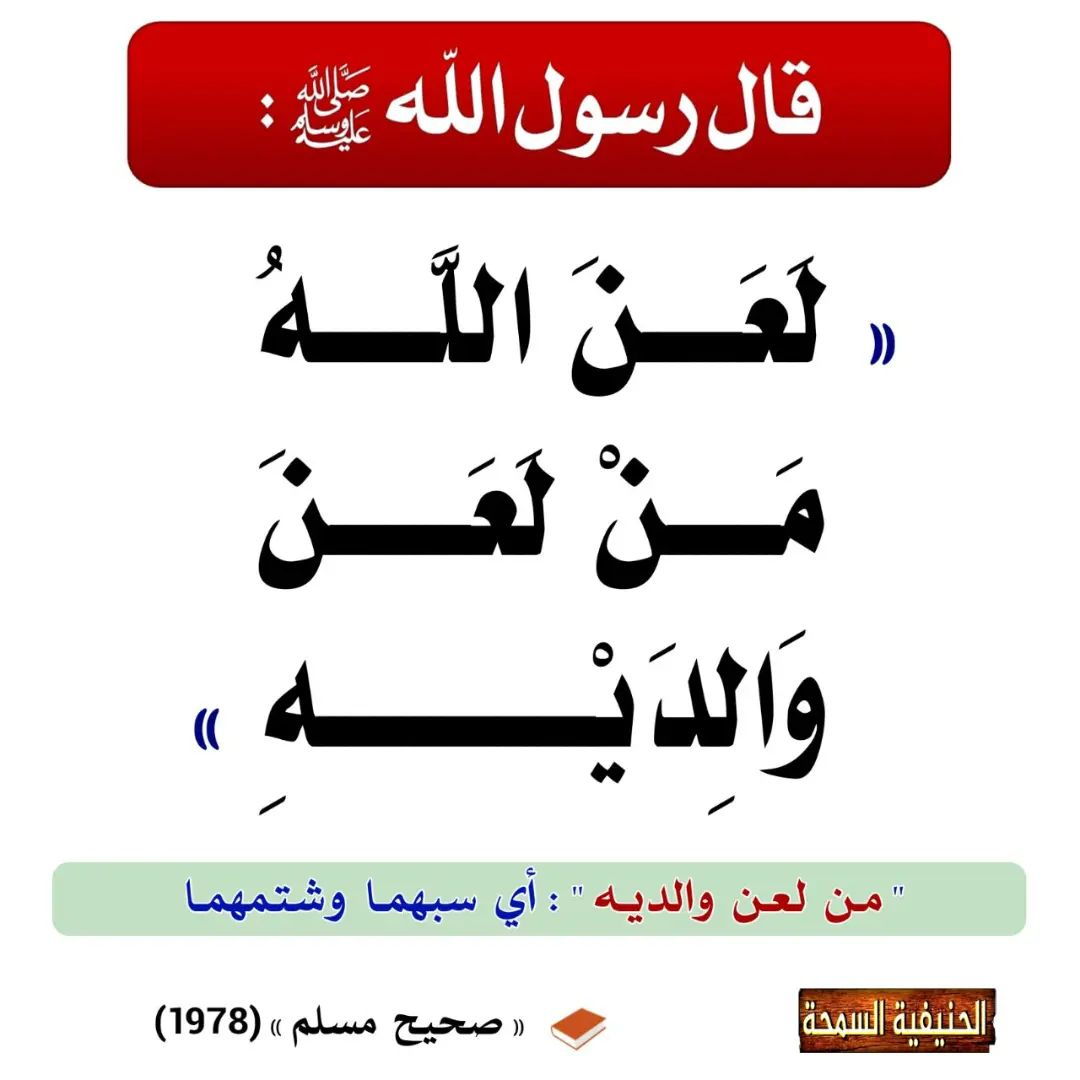 قال رسول الله ﷺ :
« لَعَنَ اللَّهُ
مَنْ لَعَنَ
وَالِدَيْهِ »
" من لعن والديه " : أي سبهما وشتمهما
« صحيح مسلم » (1978)
الحنيفية السمحة